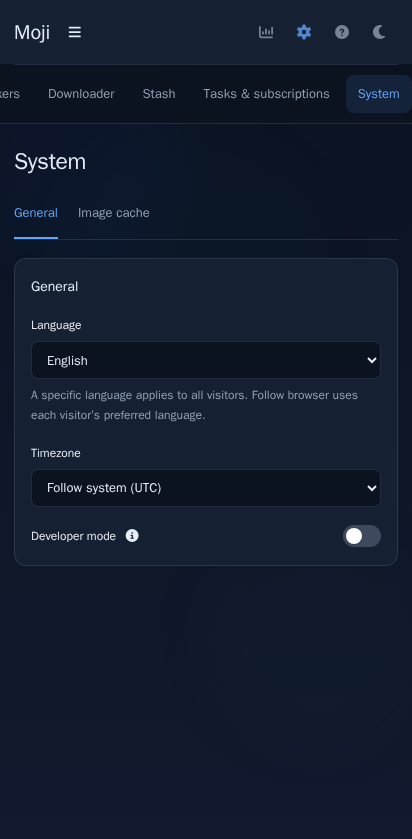 Moji
kers Downloader Stash Tasks & subscriptions System
System
General Image cache
General
Language
English
A specific language applies to all visitors. Follow browser uses
each visitor's preferred language.
Timezone
Follow system (UTC)
Developer mode